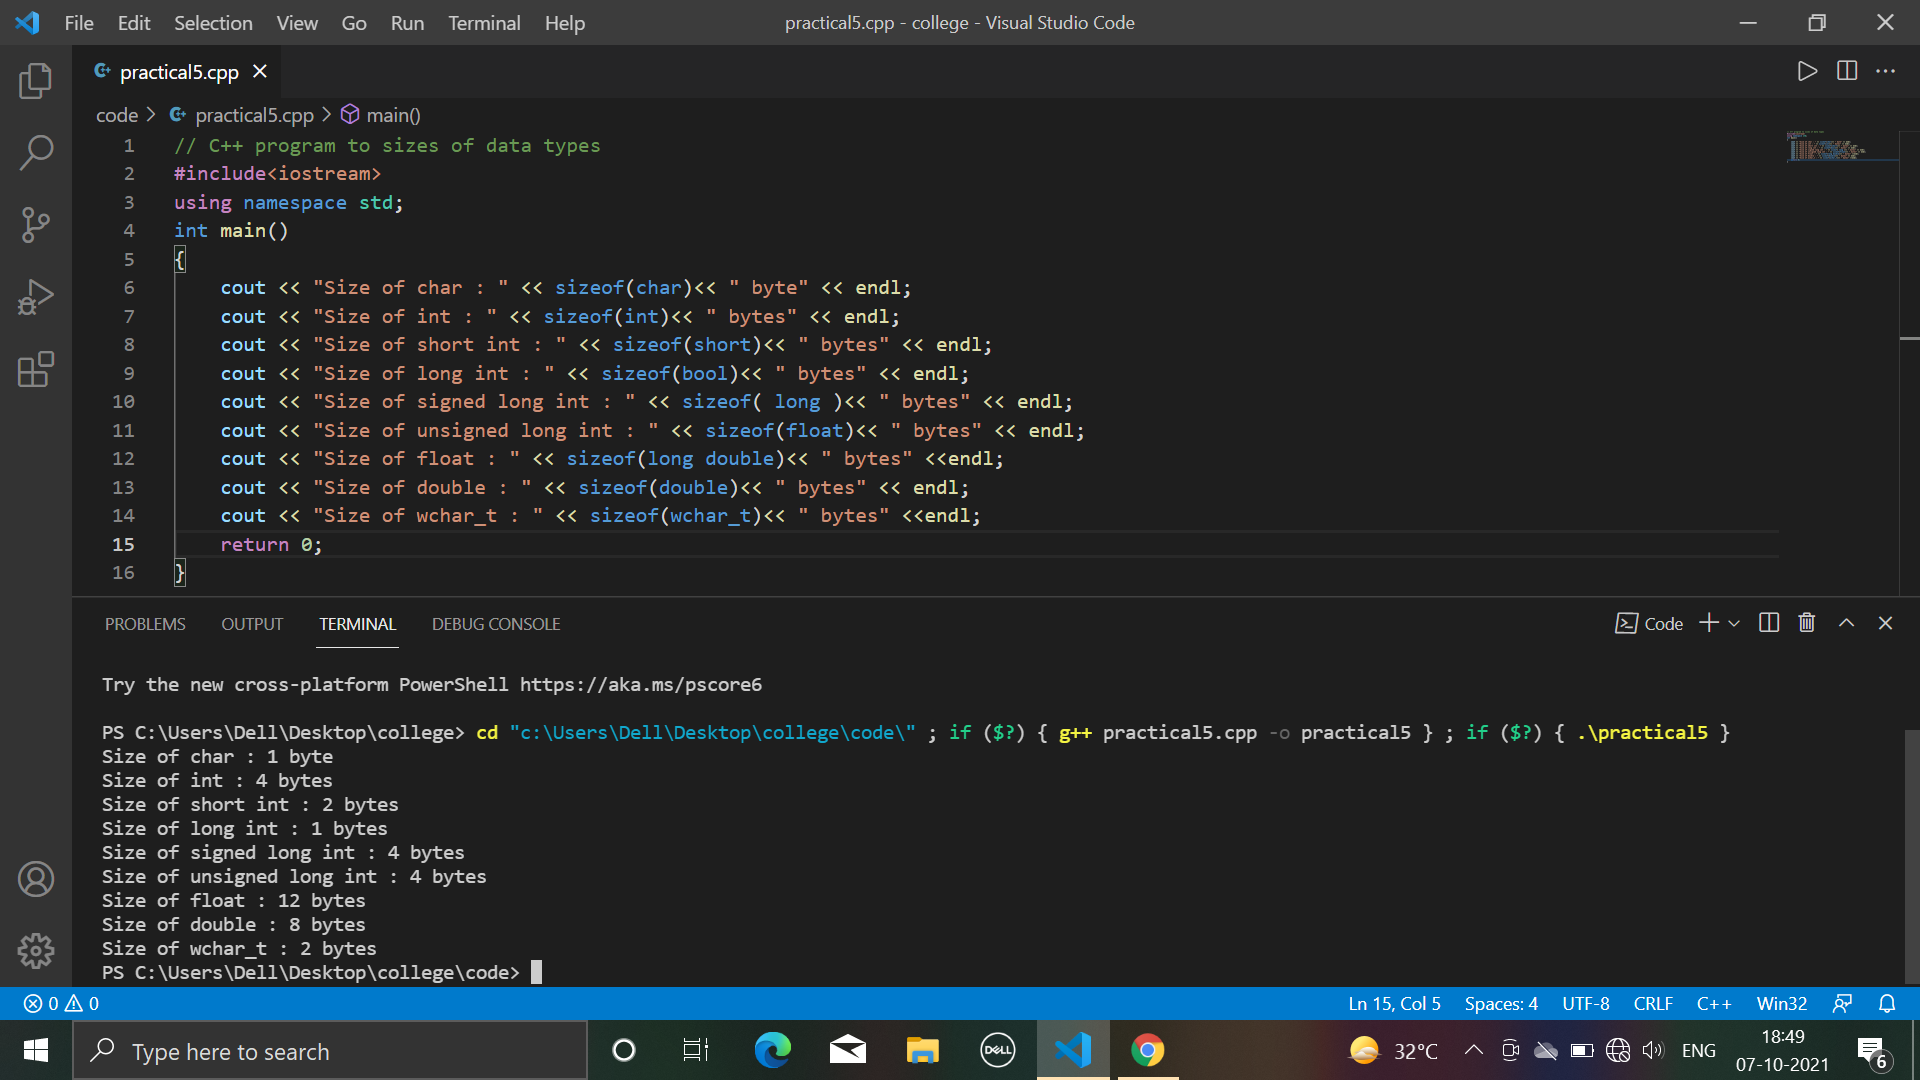 File Edit Selection View Go Run Terminal Help practical5.cpp - college - Visual Studio Code
practical5.cpp
code > practical5.cpp > main()
1 // C++ program to sizes of data types
2 #include<iostream>
3 using namespace std;
4 int main()
5 {
6 cout << "Size of char : " << sizeof(char)<< " byte" << endl;
7 cout << "Size of int : " << sizeof(int)<< " bytes" << endl;
8 cout << "Size of short int : " << sizeof(short)<< " bytes" << endl;
9 cout << "Size of long int : " << sizeof(bool)<< " bytes" << endl;
10 cout << "Size of signed long int : " << sizeof( long )<< " bytes" << endl;
11 cout << "Size of unsigned long int : " << sizeof(float)<< " bytes" << endl;
12 cout << "Size of float : " << sizeof(long double)<< " bytes" <<endl;
13 cout << "Size of double : " << sizeof(double)<< " bytes" << endl;
14 cout << "Size of wchar_t : " << sizeof(wchar_t)<< " bytes" <<endl;
15 return 0;
16 }
PROBLEMS OUTPUT TERMINAL DEBUG CONSOLE Code
Try the new cross-platform PowerShell https://aka.ms/pscore6
PS C:\Users\Dell\Desktop\college> cd "c:\Users\Dell\Desktop\college\code\" ; if ($?) { g++ practical5.cpp -o practical5 } ; if ($?) { .\practical5 }
Size of char : 1 byte
Size of int : 4 bytes
Size of short int : 2 bytes
Size of long int : 1 bytes
Size of signed long int : 4 bytes
Size of unsigned long int : 4 bytes
Size of float : 12 bytes
Size of double : 8 bytes
Size of wchar_t : 2 bytes
PS C:\Users\Dell\Desktop\college\code>
0 0 Ln 15, Col 5 Spaces: 4 UTF-8 CRLF C++ Win32
Type here to search DELL 32°C ENG 18:49
07-10-2021 6